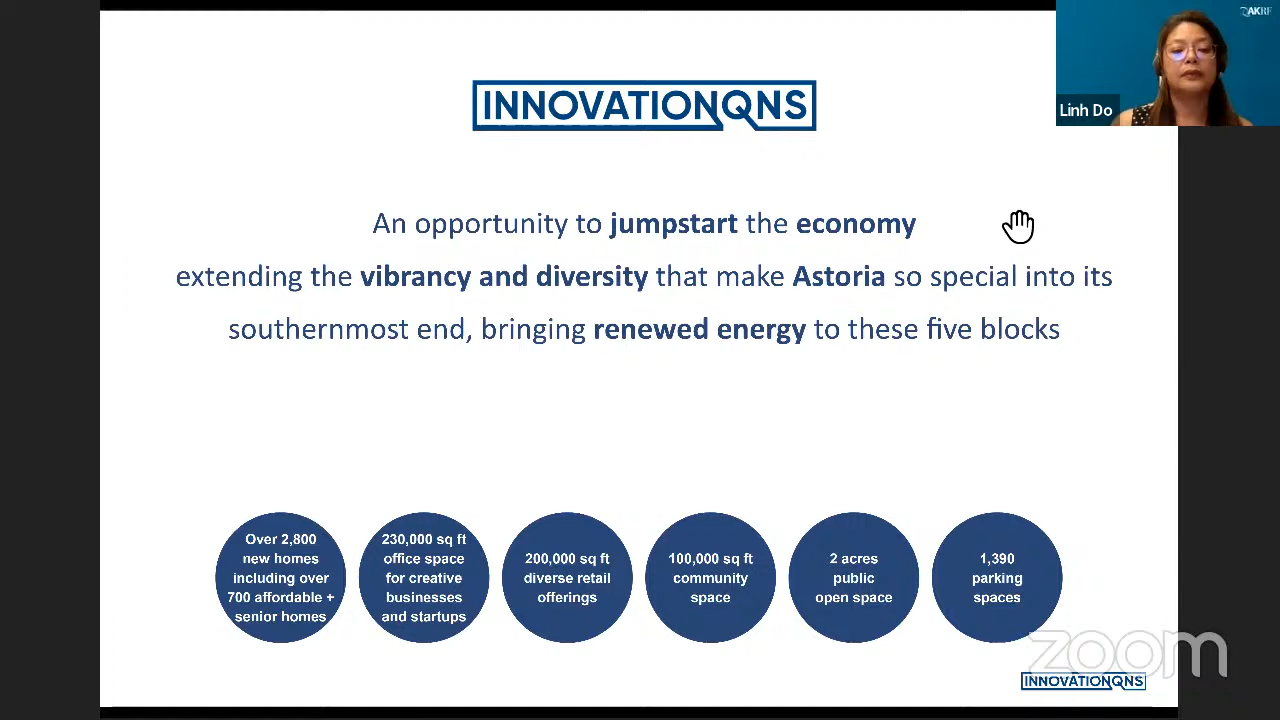 AKRF
Linh Do
INNOVATIONQNS
An opportunity to jumpstart the economy
extending the vibrancy and diversity that make Astoria so special into its
southernmost end, bringing renewed energy to these five blocks
Over 2,800
new homes
including over
700 affordable +
senior homes
230,000 sq ft
office space
for creative
businesses
and startups
200,000 sq ft
diverse retail
offerings
100,000 sq ft
community
space
2 acres
public
open space
1,390
parking
spaces
zoom
INNOVATIONQNS